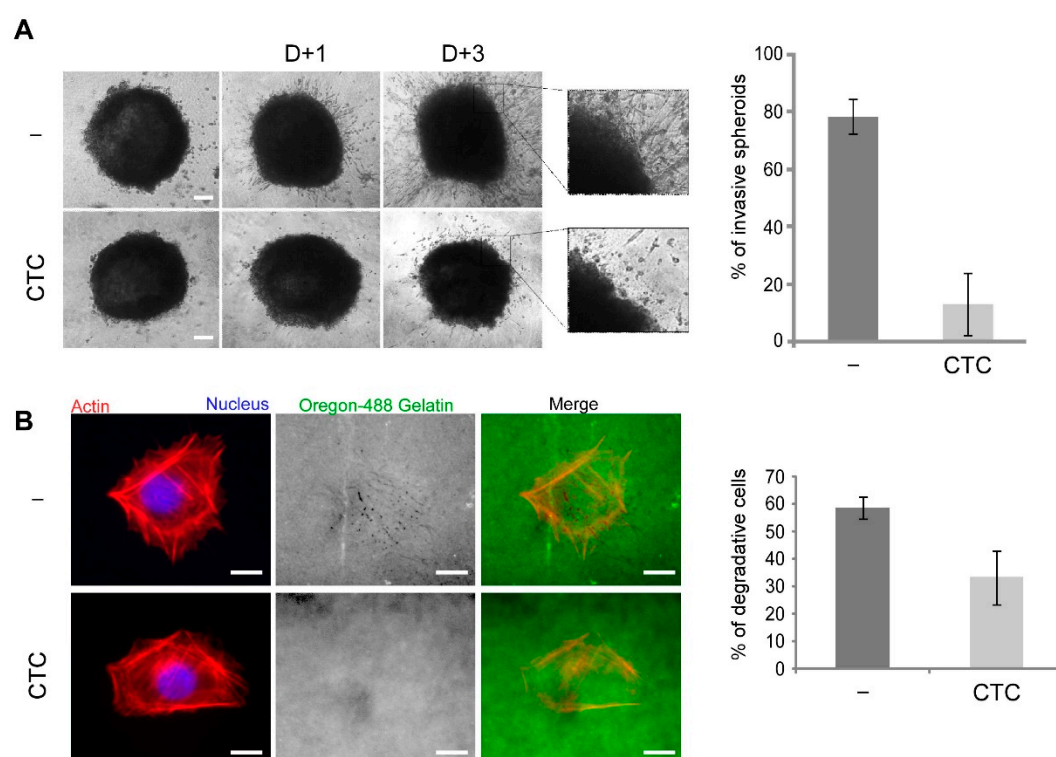 A
D+1 D+3
–
CTC
% of invasive spheroids
100
80
60
40
20
0
– CTC
B
Actin Nucleus Oregon-488 Gelatin Merge
–
CTC
% of degradative cells
70
60
50
40
30
20
10
0
– CTC